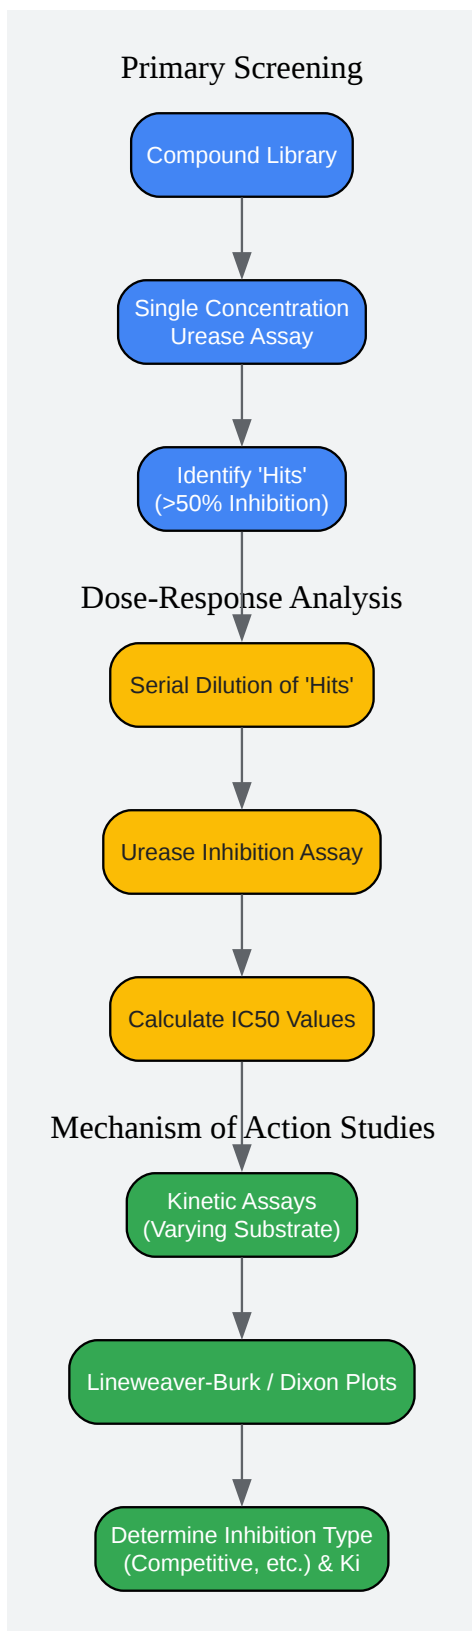 Primary Screening
Compound Library
Single Concentration
Urease Assay
Identify 'Hits'
(>50% Inhibition)
Dose-Response Analysis
Serial Dilution of 'Hits'
Urease Inhibition Assay
Calculate IC50 Values
Mechanism of Action Studies
Kinetic Assays
(Varying Substrate)
Lineweaver-Burk / Dixon Plots
Determine Inhibition Type
(Competitive, etc.) & Ki